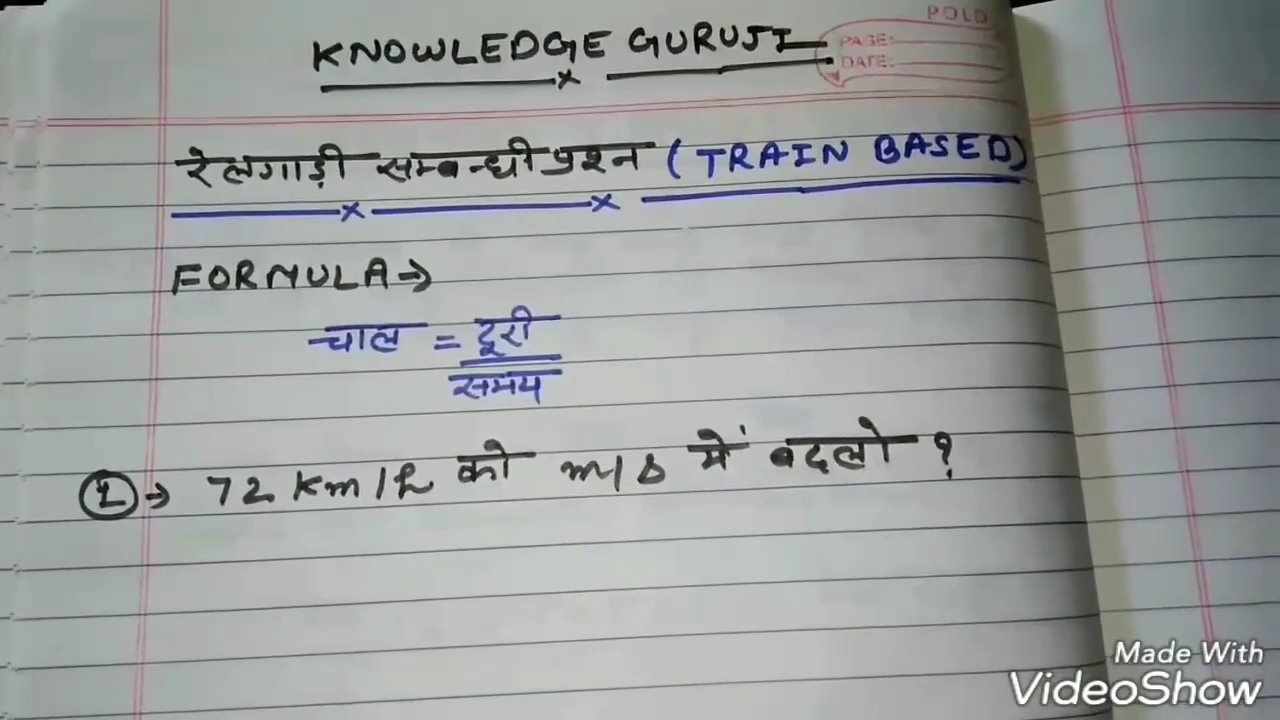 KNOWLEDGE GURUJI
POLO
PAGE:
DATE:
रेलगाड़ी सम्बन्धी प्रश्न (TRAIN BASED)
FORMULA→
चाल = दूरी
समय
1→ 72 km/h को m/s में बदलो ?
Made With
VideoShow